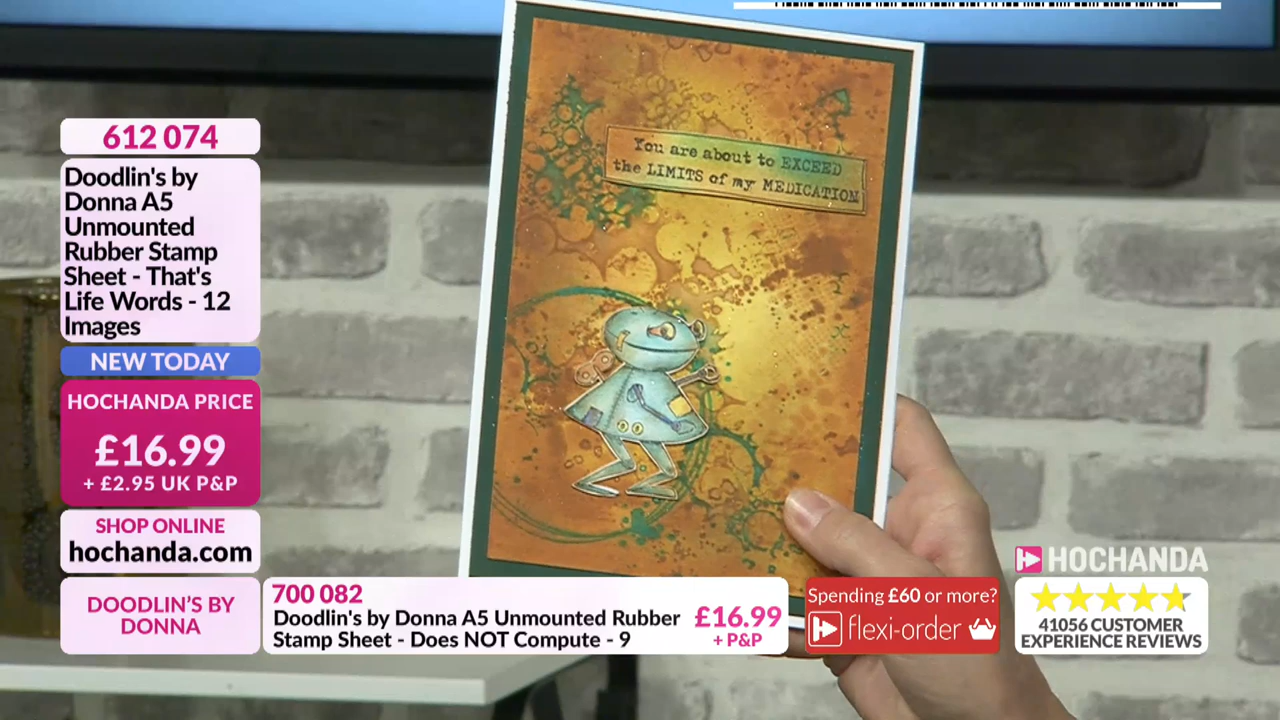 612 074
Doodlin's by
Donna A5
Unmounted
Rubber Stamp
Sheet - That's
Life Words - 12
Images
NEW TODAY
HOCHANDA PRICE
£16.99
+ £2.95 UK P&P
SHOP ONLINE
hochanda.com
DOODLIN'S BY
DONNA
You are about to EXCEED
the LIMITS of my MEDICATION
700 082
Doodlin's by Donna A5 Unmounted Rubber
Stamp Sheet - Does NOT Compute - 9
£16.99
+ P&P
Spending £60 or more?
flexi-order
HOCHANDA
41056 CUSTOMER
EXPERIENCE REVIEWS